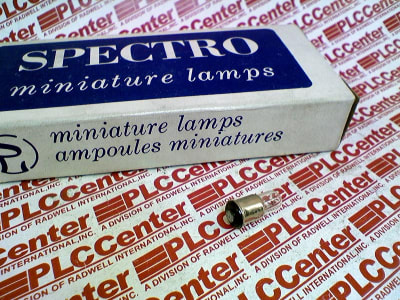 SPECTRO
miniature lamps
miniature lamps
ampoules miniatures
PLCCenter
A DIVISION OF RADWELL INTERNATIONAL, INC.